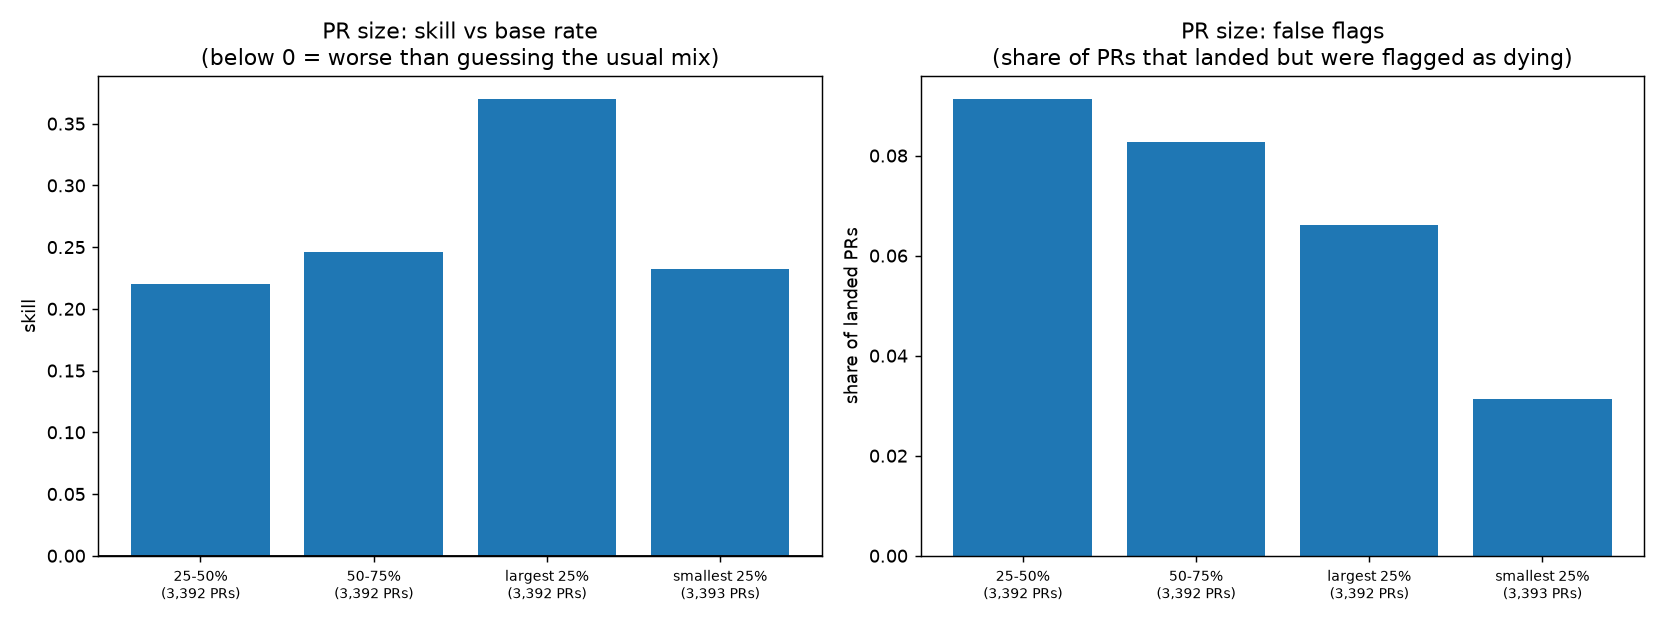 PR size: skill vs base rate
(below 0 = worse than guessing the usual mix)
skill
0.35
0.30
0.25
0.20
0.15
0.10
0.05
0.00
25-50%
(3,392 PRs)
50-75%
(3,392 PRs)
largest 25%
(3,392 PRs)
smallest 25%
(3,393 PRs)
PR size: false flags
(share of PRs that landed but were flagged as dying)
share of landed PRs
0.08
0.06
0.04
0.02
0.00
25-50%
(3,392 PRs)
50-75%
(3,392 PRs)
largest 25%
(3,392 PRs)
smallest 25%
(3,393 PRs)